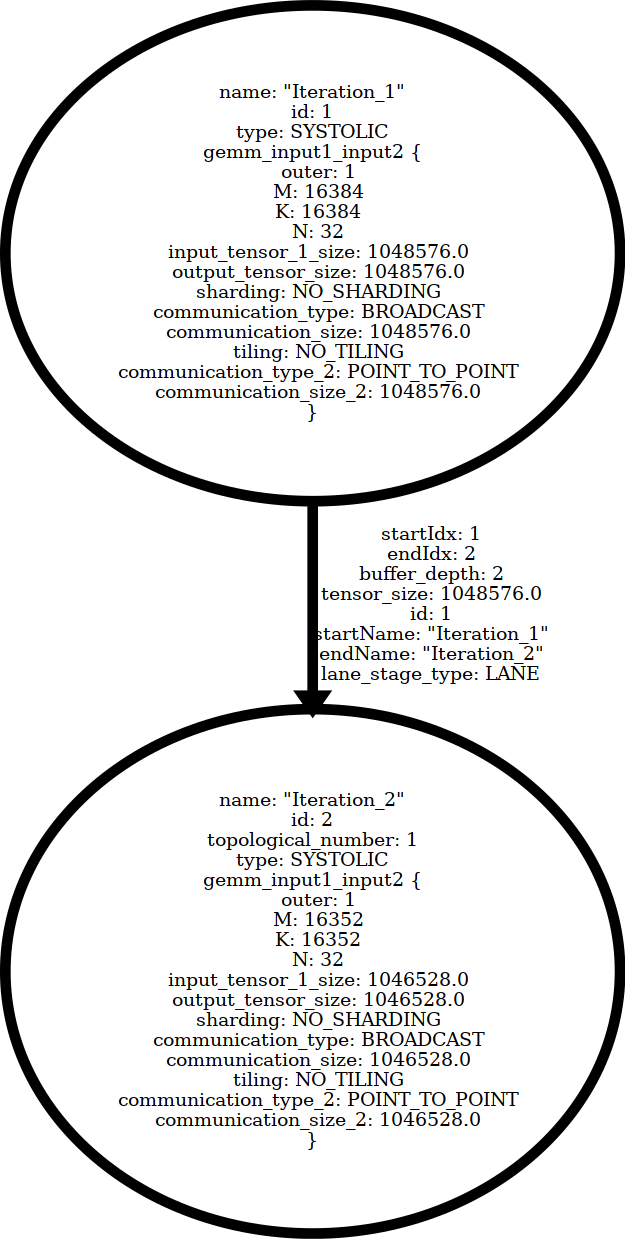 name: "Iteration_1"
id: 1
type: SYSTOLIC
gemm_input1_input2 {
outer: 1
M: 16384
K: 16384
N: 32
input_tensor_1_size: 1048576.0
output_tensor_size: 1048576.0
sharding: NO_SHARDING
communication_type: BROADCAST
communication_size: 1048576.0
tiling: NO_TILING
communication_type_2: POINT_TO_POINT
communication_size_2: 1048576.0
}
startIdx: 1
endIdx: 2
buffer_depth: 2
tensor_size: 1048576.0
id: 1
startName: "Iteration_1"
endName: "Iteration_2"
lane_stage_type: LANE
name: "Iteration_2"
id: 2
topological_number: 1
type: SYSTOLIC
gemm_input1_input2 {
outer: 1
M: 16352
K: 16352
N: 32
input_tensor_1_size: 1046528.0
output_tensor_size: 1046528.0
sharding: NO_SHARDING
communication_type: BROADCAST
communication_size: 1046528.0
tiling: NO_TILING
communication_type_2: POINT_TO_POINT
communication_size_2: 1046528.0
}